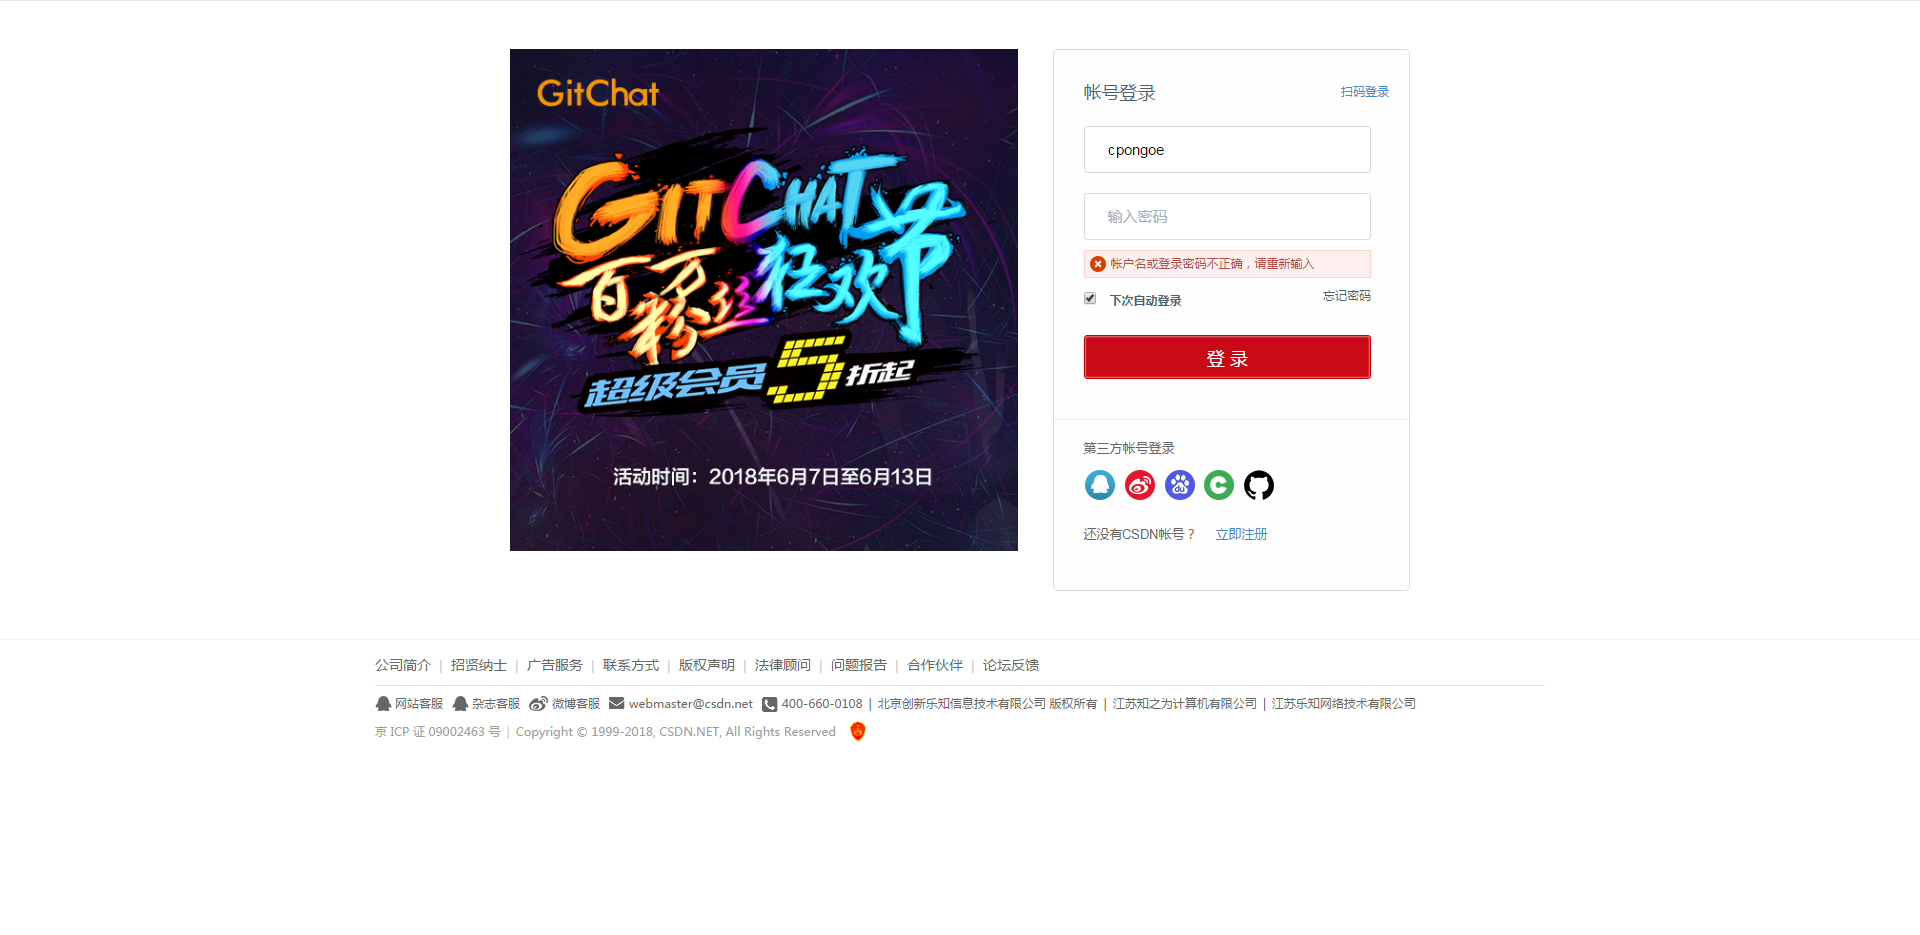 GitChat
GITCHAT
百万粉丝狂欢节
超级会员5折起
活动时间：2018年6月7日至6月13日
帐号登录
扫码登录
cpongoe
输入密码
帐户名或登录密码不正确，请重新输入
下次自动登录
忘记密码
登 录
第三方帐号登录
du
还没有CSDN帐号？ 立即注册
公司简介 | 招贤纳士 | 广告服务 | 联系方式 | 版权声明 | 法律顾问 | 问题报告 | 合作伙伴 | 论坛反馈
网站客服 杂志客服 微博客服 webmaster@csdn.net 400-660-0108 | 北京创新乐知信息技术有限公司 版权所有 | 江苏知之为计算机有限公司 | 江苏乐知网络技术有限公司
京 ICP 证 09002463 号 | Copyright © 1999-2018, CSDN.NET, All Rights Reserved